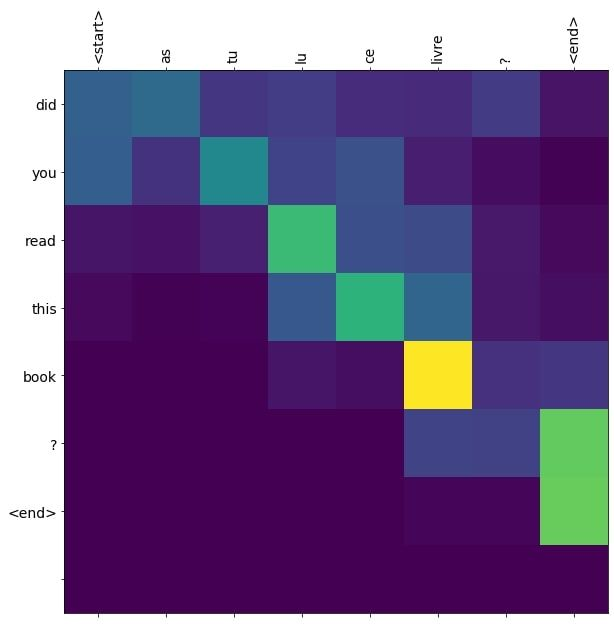 <start> as tu lu ce livre ? <end>
did
you
read
this
book
?
<end>